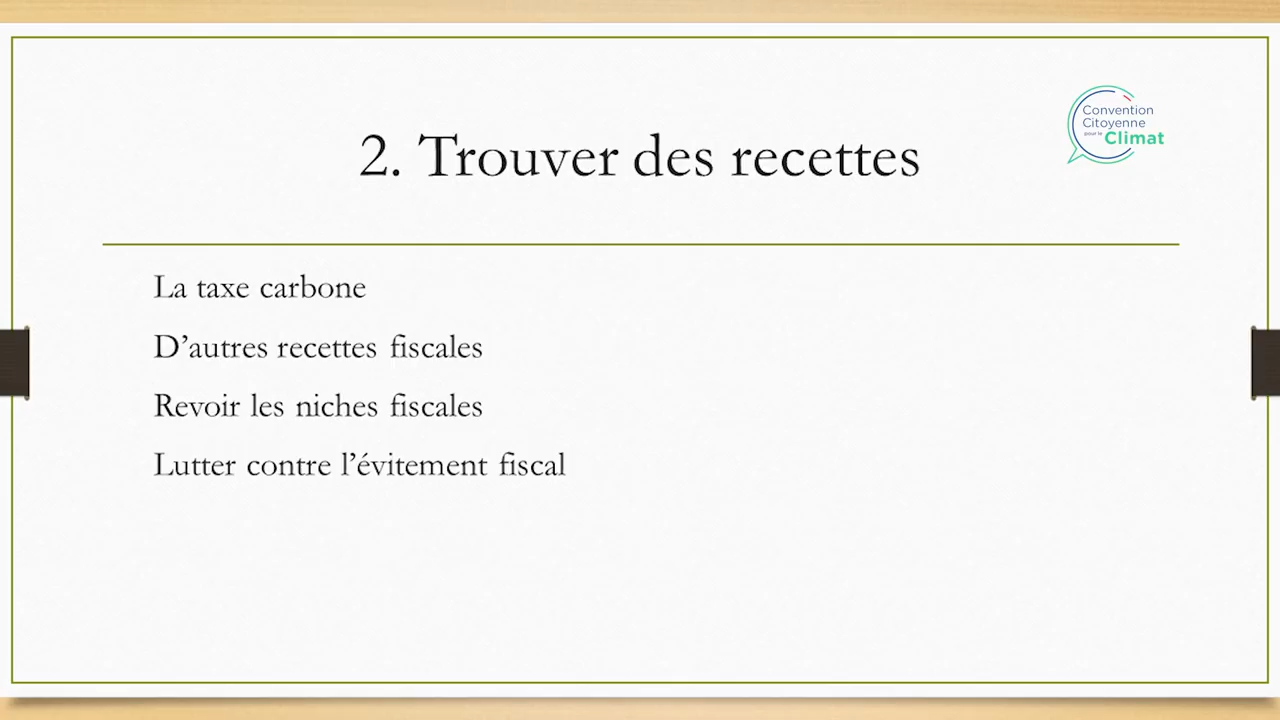 2. Trouver des recettes
Convention
Citoyenne
pour le Climat
La taxe carbone
D’autres recettes fiscales
Revoir les niches fiscales
Lutter contre l’évitement fiscal